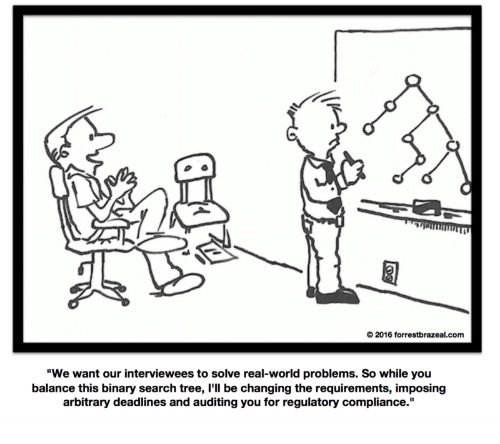 © 2016 forrestbrazeal.com
"We want our interviewees to solve real-world problems. So while you
balance this binary search tree, I'll be changing the requirements, imposing
arbitrary deadlines and auditing you for regulatory compliance."